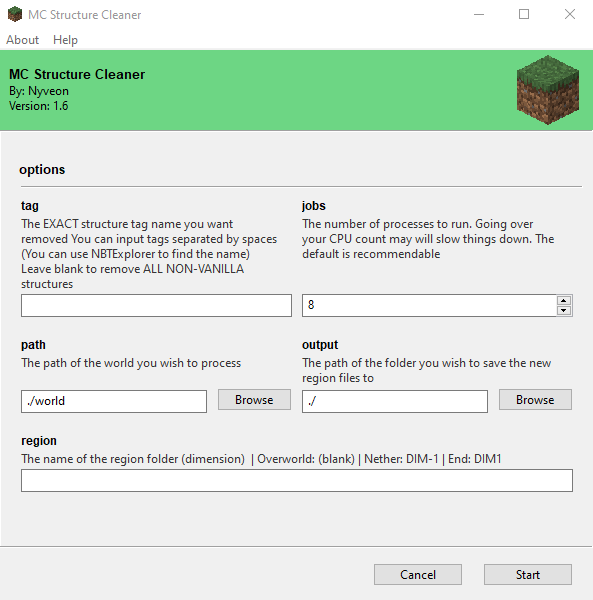 MC Structure Cleaner
About Help
MC Structure Cleaner
By: Nyveon
Version: 1.6
options
tag
The EXACT structure tag name you want
removed You can input tags separated by spaces
(You can use NBTExplorer to find the name)
Leave blank to remove ALL NON-VANILLA
structures
jobs
The number of processes to run. Going over
your CPU count may will slow things down. The
default is recommendable
8
path
The path of the world you wish to process
./world
Browse
output
The path of the folder you wish to save the new
region files to
./
Browse
region
The name of the region folder (dimension) | Overworld: (blank) | Nether: DIM-1 | End: DIM1
Cancel
Start